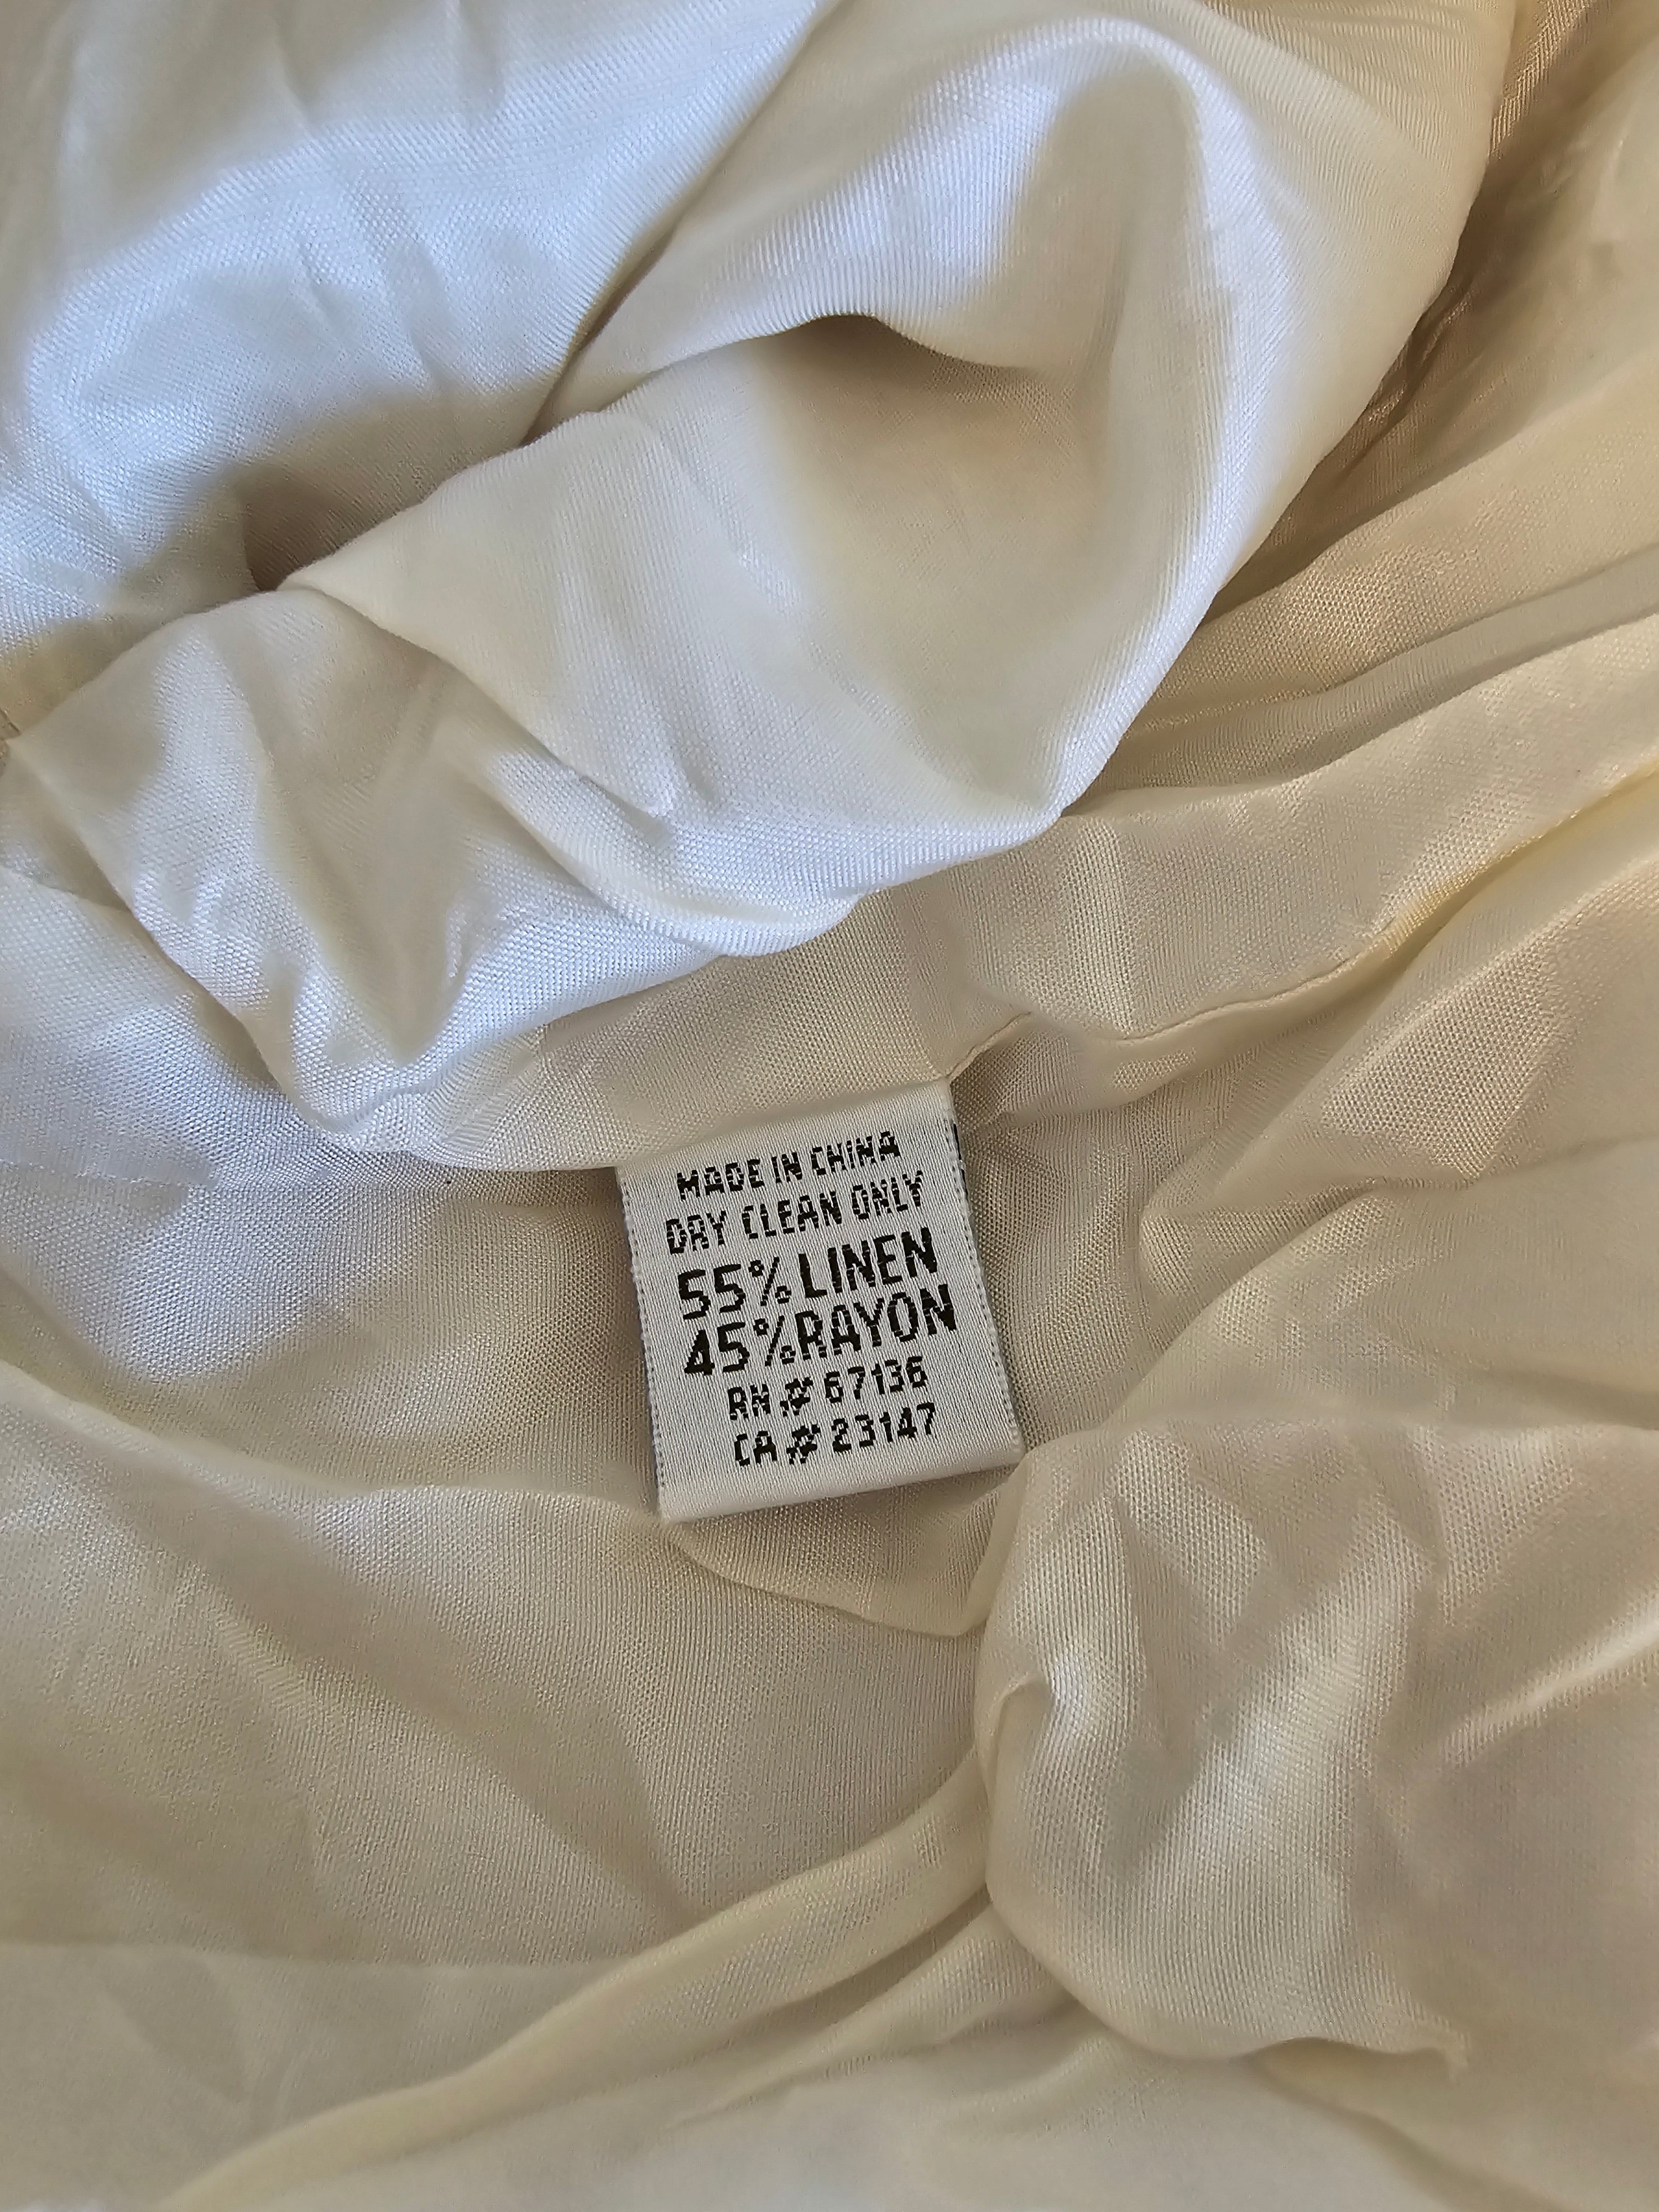 MADE IN CHINA
DRY CLEAN ONLY
55% LINEN
45% RAYON
RN # 67136
CA # 23147